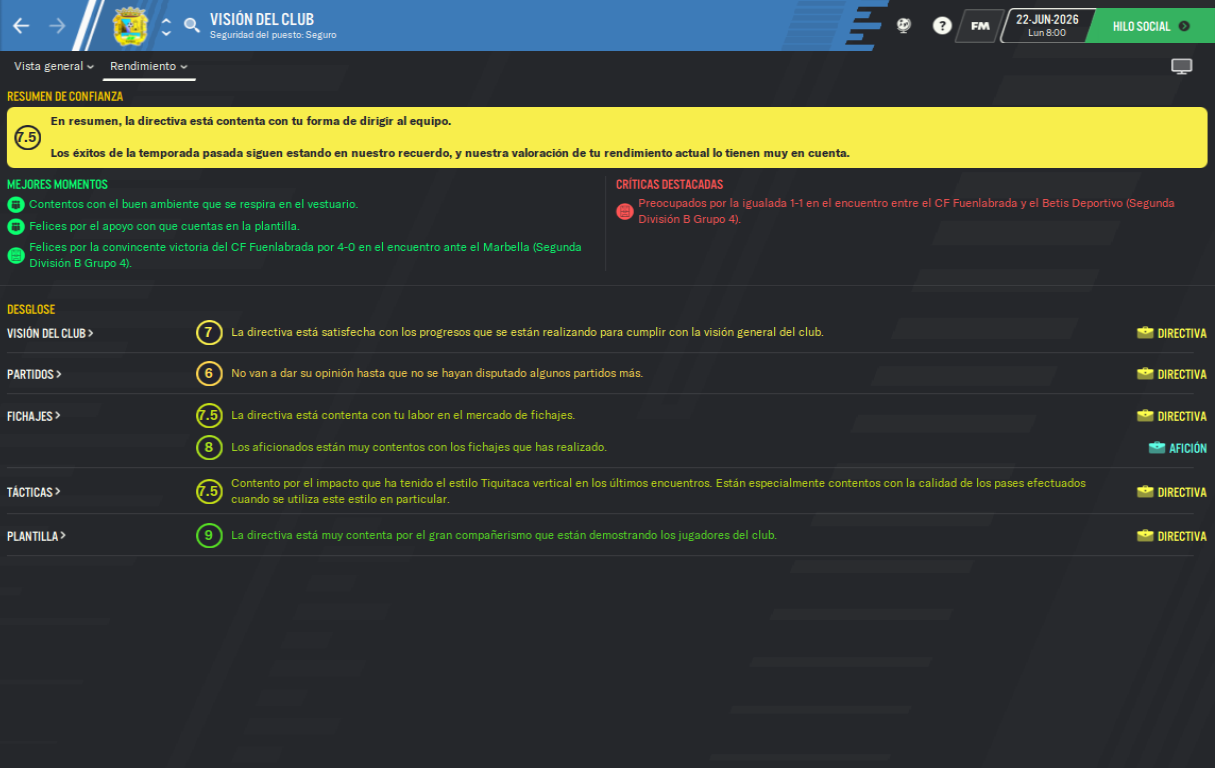 VISIÓN DEL CLUB
Seguridad del puesto: Seguro
?
FM
22-JUN-2026
Lun 8:00
HILO SOCIAL
Vista general
Rendimiento
RESUMEN DE CONFIANZA
7.5
En resumen, la directiva está contenta con tu forma de dirigir al equipo.
Los éxitos de la temporada pasada siguen estando en nuestro recuerdo, y nuestra valoración de tu rendimiento actual lo tienen muy en cuenta.
MEJORES MOMENTOS
Contentos con el buen ambiente que se respira en el vestuario.
Felices por el apoyo con que cuentas en la plantilla.
Felices por la convincente victoria del CF Fuenlabrada por 4-0 en el encuentro ante el Marbella (Segunda
División B Grupo 4).
CRÍTICAS DESTACADAS
Preocupados por la igualada 1-1 en el encuentro entre el CF Fuenlabrada y el Betis Deportivo (Segunda
División B Grupo 4).
DESGLOSE
VISIÓN DEL CLUB
7
La directiva está satisfecha con los progresos que se están realizando para cumplir con la visión general del club.
DIRECTIVA
PARTIDOS
6
No van a dar su opinión hasta que no se hayan disputado algunos partidos más.
DIRECTIVA
FICHAJES
7.5
La directiva está contenta con tu labor en el mercado de fichajes.
DIRECTIVA
8
Los aficionados están muy contentos con los fichajes que has realizado.
AFICIÓN
TÁCTICAS
7.5
Contento por el impacto que ha tenido el estilo Tiquitaca vertical en los últimos encuentros. Están especialmente contentos con la calidad de los pases efectuados
cuando se utiliza este estilo en particular.
DIRECTIVA
PLANTILLA
9
La directiva está muy contenta por el gran compañerismo que están demostrando los jugadores del club.
DIRECTIVA